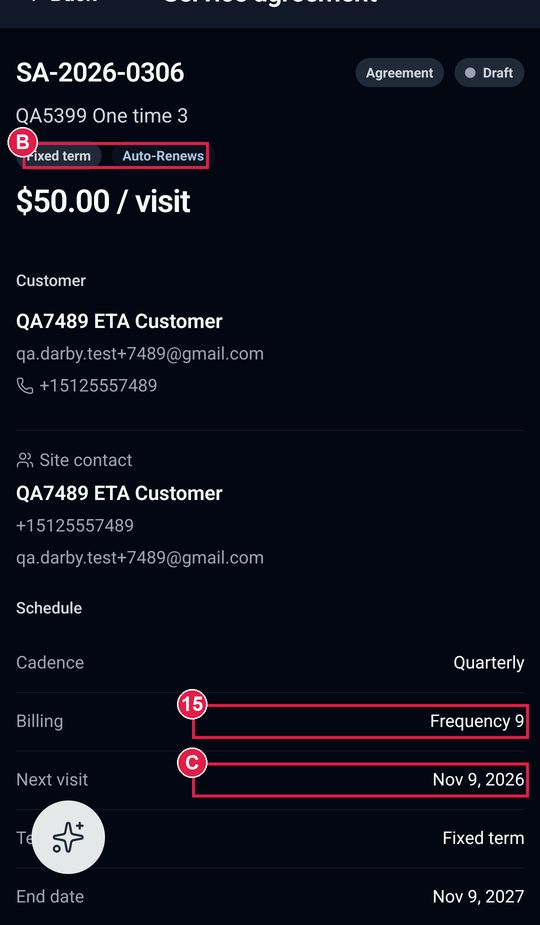 SA-2026-0306
Agreement
Draft
QA5399 One time 3
B
Fixed term
Auto-Renews
$50.00 / visit
Customer
QA7489 ETA Customer
qa.darby.test+7489@gmail.com
+15125557489
Site contact
QA7489 ETA Customer
+15125557489
qa.darby.test+7489@gmail.com
Schedule
Cadence Quarterly
15
Billing Frequency 9
C
Next visit Nov 9, 2026
Fixed term
End date Nov 9, 2027